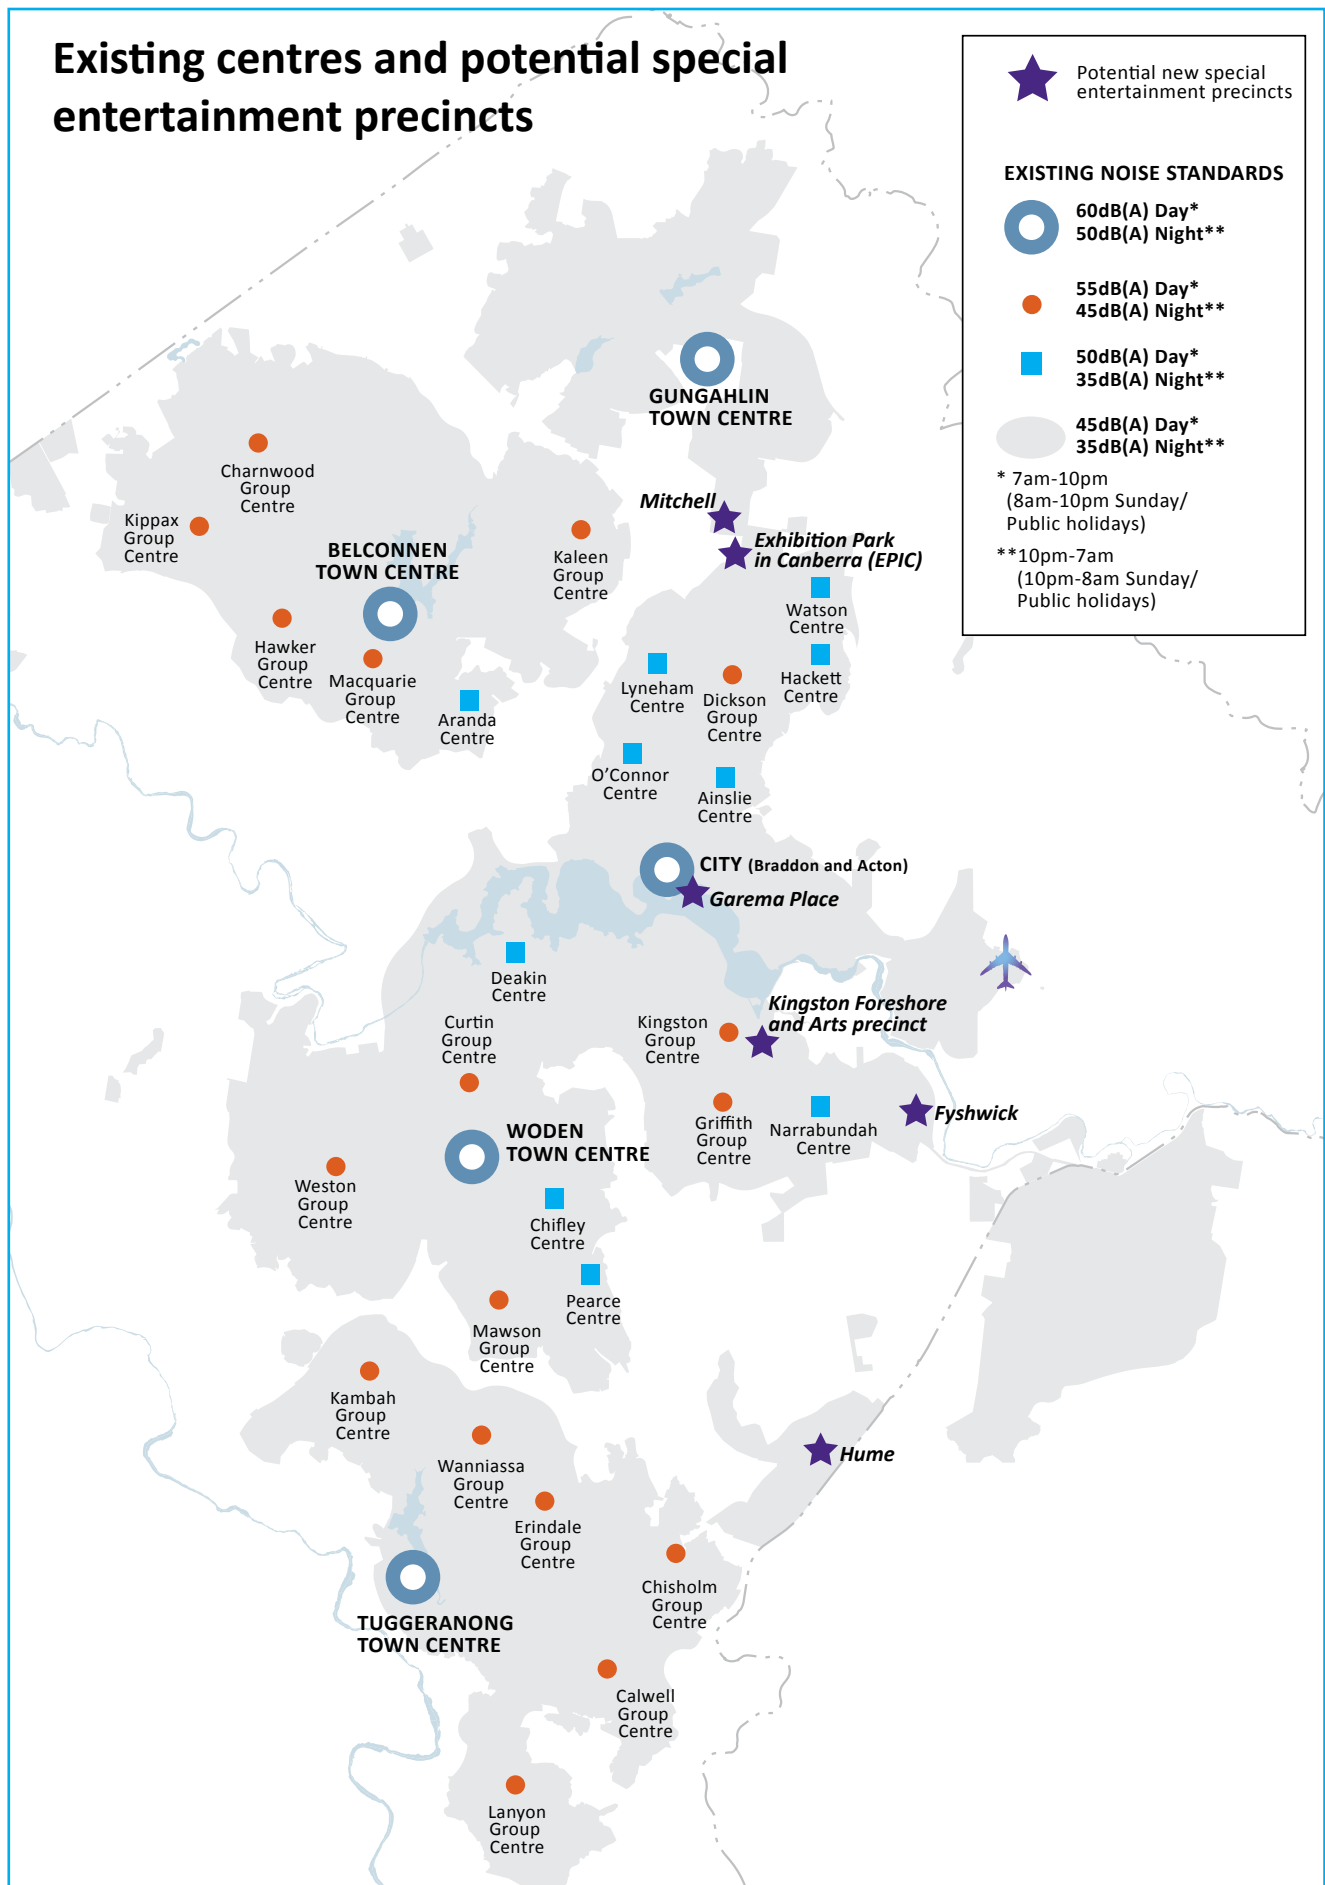 Existing centres and potential special
entertainment precincts
Potential new special
entertainment precincts
EXISTING NOISE STANDARDS
60dB(A) Day*
50dB(A) Night**
55dB(A) Day*
45dB(A) Night**
50dB(A) Day*
35dB(A) Night**
45dB(A) Day*
35dB(A) Night**
* 7am-10pm
(8am-10pm Sunday/
Public holidays)
**10pm-7am
(10pm-8am Sunday/
Public holidays)
GUNGAHLIN
TOWN CENTRE
Charnwood
Group
Centre
Kippax
Group
Centre
BELCONNEN
TOWN CENTRE
Kaleen
Group
Centre
Mitchell
Exhibition Park
in Canberra (EPIC)
Watson
Centre
Hawker
Group
Centre
Macquarie
Group
Centre
Aranda
Centre
Lyneham
Centre
Dickson
Group
Centre
Hackett
Centre
O'Connor
Centre
Ainslie
Centre
CITY (Braddon and Acton)
Garema Place
Deakin
Centre
Curtin
Group
Centre
Kingston
Group
Centre
Kingston Foreshore
and Arts precinct
Griffith
Group
Centre
Narrabundah
Centre
Fyshwick
WODEN
TOWN CENTRE
Weston
Group
Centre
Chifley
Centre
Pearce
Centre
Mawson
Group
Centre
Kambah
Group
Centre
Wanniassa
Group
Centre
Hume
Erindale
Group
Centre
Chisholm
Group
Centre
TUGGERANONG
TOWN CENTRE
Calwell
Group
Centre
Lanyon
Group
Centre